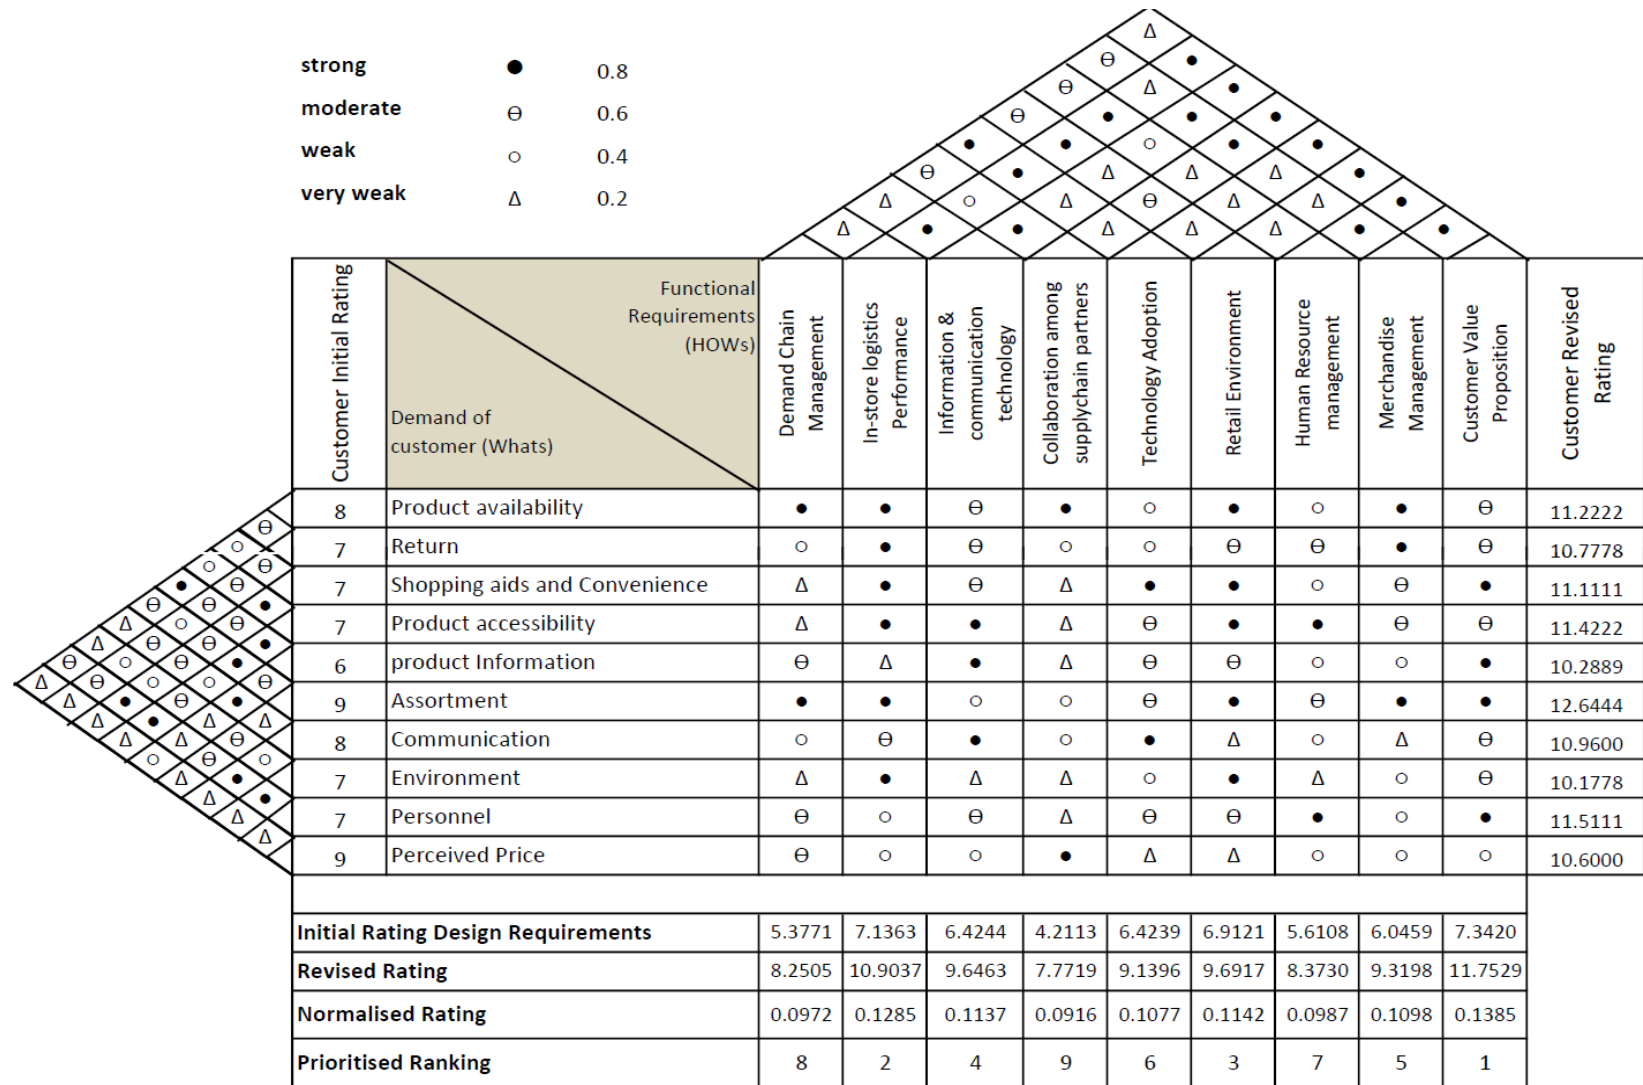 strong ● 0.8
moderate ɵ 0.6
weak ○ 0.4
very weak Δ 0.2
Δ
ɵ ●
ɵ Δ ●
ɵ ● ● ●
● ● ○ ● ●
ɵ ● Δ Δ Δ ●
Δ ○ Δ ɵ Δ Δ ●
Δ ● ● Δ Δ Δ ● ●
Customer Initial Rating
Functional
Requirements
(HOWs)
Demand of
customer (Whats)
Demand Chain
Management
In-store logistics
Performance
Information &
communication
technology
Collaboration among
supplychain partners
Technology Adoption
Retail Environment
Human Resource
management
Merchandise
Management
Customer Value
Proposition
Customer Revised
Rating
8 Product availability ● ● ɵ ● ○ ● ○ ● ɵ 11.2222
7 Return ○ ● ɵ ○ ○ ɵ ɵ ● ɵ 10.7778
7 Shopping aids and Convenience Δ ● ɵ Δ ● ● ○ ɵ ● 11.1111
7 Product accessibility Δ ● ● Δ ɵ ● ● ɵ ɵ 11.4222
6 product Information ɵ Δ ● Δ ɵ ɵ ○ ○ ● 10.2889
9 Assortment ● ● ○ ○ ɵ ● ɵ ● ● 12.6444
8 Communication ○ ɵ ● ○ ● Δ ○ Δ ɵ 10.9600
7 Environment Δ ● Δ Δ ○ ● Δ ○ ɵ 10.1778
7 Personnel ɵ ○ ɵ Δ ɵ ɵ ● ○ ● 11.5111
9 Perceived Price ɵ ○ ○ ● Δ Δ ○ ○ ○ 10.6000
ɵ
○
○ ɵ
● ɵ
ɵ ɵ ●
Δ ○ ɵ
Δ ɵ ɵ ●
ɵ ○ ɵ ●
Δ ɵ ○ ○ ɵ
Δ ● ɵ ●
Δ ● Δ Δ
Δ Δ ɵ
○ ɵ ○
Δ ●
Δ ●
Δ
Δ
Initial Rating Design Requirements 5.3771 7.1363 6.4244 4.2113 6.4239 6.9121 5.6108 6.0459 7.3420
Revised Rating 8.2505 10.9037 9.6463 7.7719 9.1396 9.6917 8.3730 9.3198 11.7529
Normalised Rating 0.0972 0.1285 0.1137 0.0916 0.1077 0.1142 0.0987 0.1098 0.1385
Prioritised Ranking 8 2 4 9 6 3 7 5 1